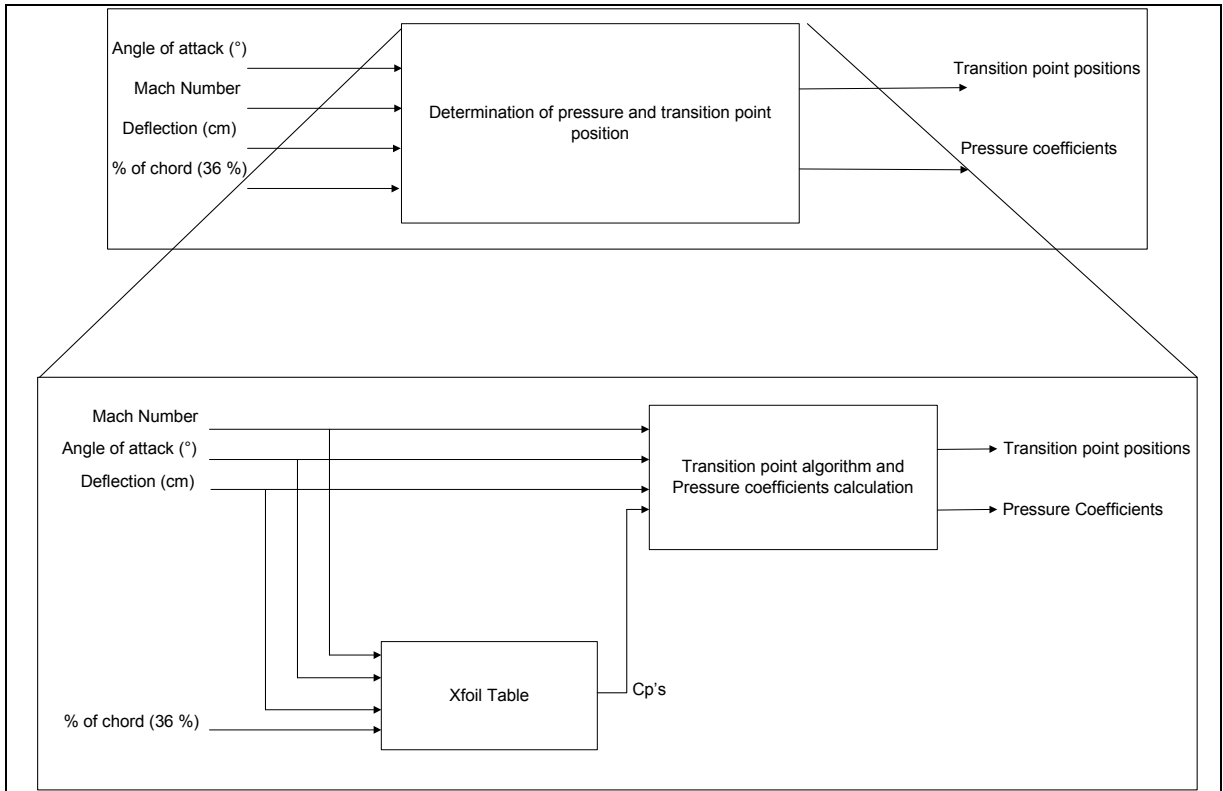 Angle of attack (°)
Mach Number
Deflection (cm)
% of chord (36 %)
Determination of pressure and transition point
position
Transition point positions
Pressure coefficients
Mach Number
Angle of attack (°)
Deflection (cm)
% of chord (36 %)
Xfoil Table
Cp's
Transition point algorithm and
Pressure coefficients calculation
Transition point positions
Pressure Coefficients